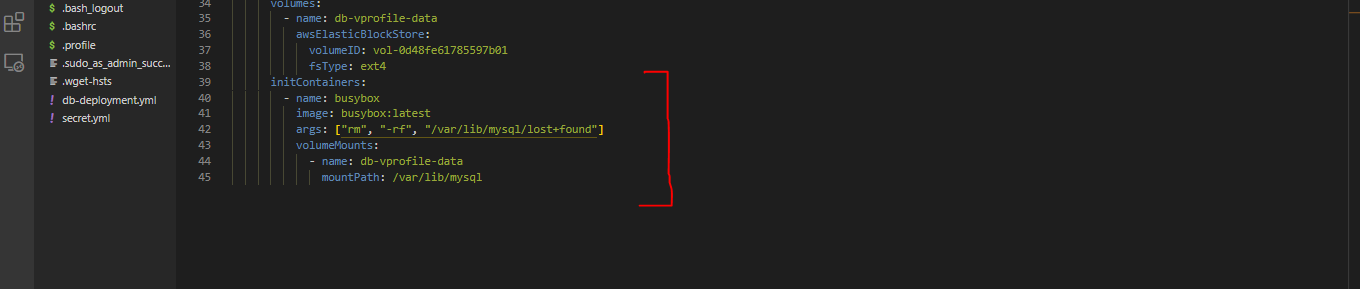 .bash_logout
.bashrc
.profile
.sudo_as_admin_succ...
.wget-hsts
db-deployment.yml
secret.yml
34 volumes:
35 - name: db-vprofile-data
36 awsElasticBlockStore:
37 volumeID: vol-0d48fe61785597b01
38 fsType: ext4
39 initContainers:
40 - name: busybox
41 image: busybox:latest
42 args: ["rm", "-rf", "/var/lib/mysql/lost+found"]
43 volumeMounts:
44 - name: db-vprofile-data
45 mountPath: /var/lib/mysql